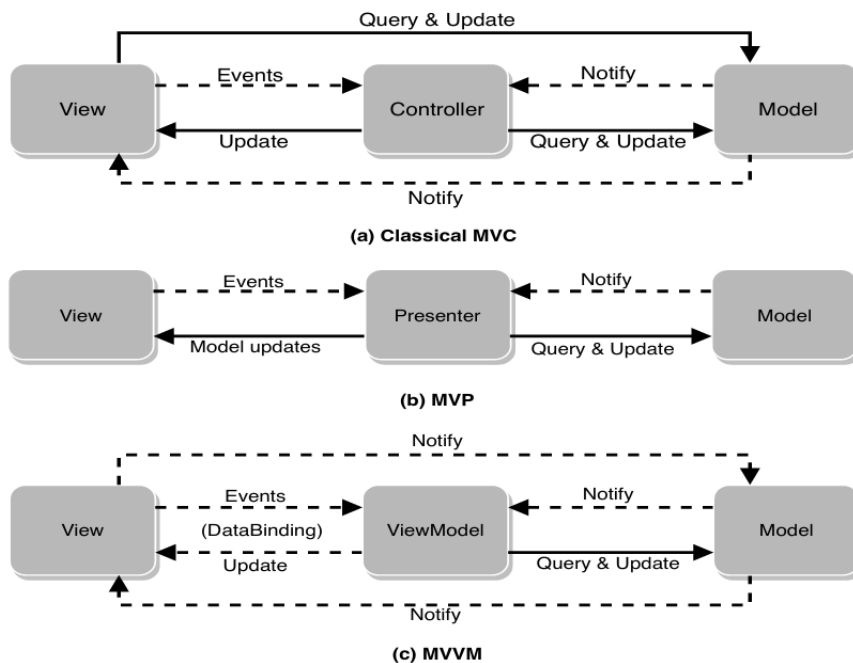 Query & Update
Events
Notify
View
Controller
Model
Update
Query & Update
Notify
(a) Classical MVC
Events
Notify
View
Presenter
Model
Model updates
Query & Update
(b) MVP
Notify
Events
Notify
View
(DataBinding)
ViewModel
Model
Update
Query & Update
Notify
(c) MVVM